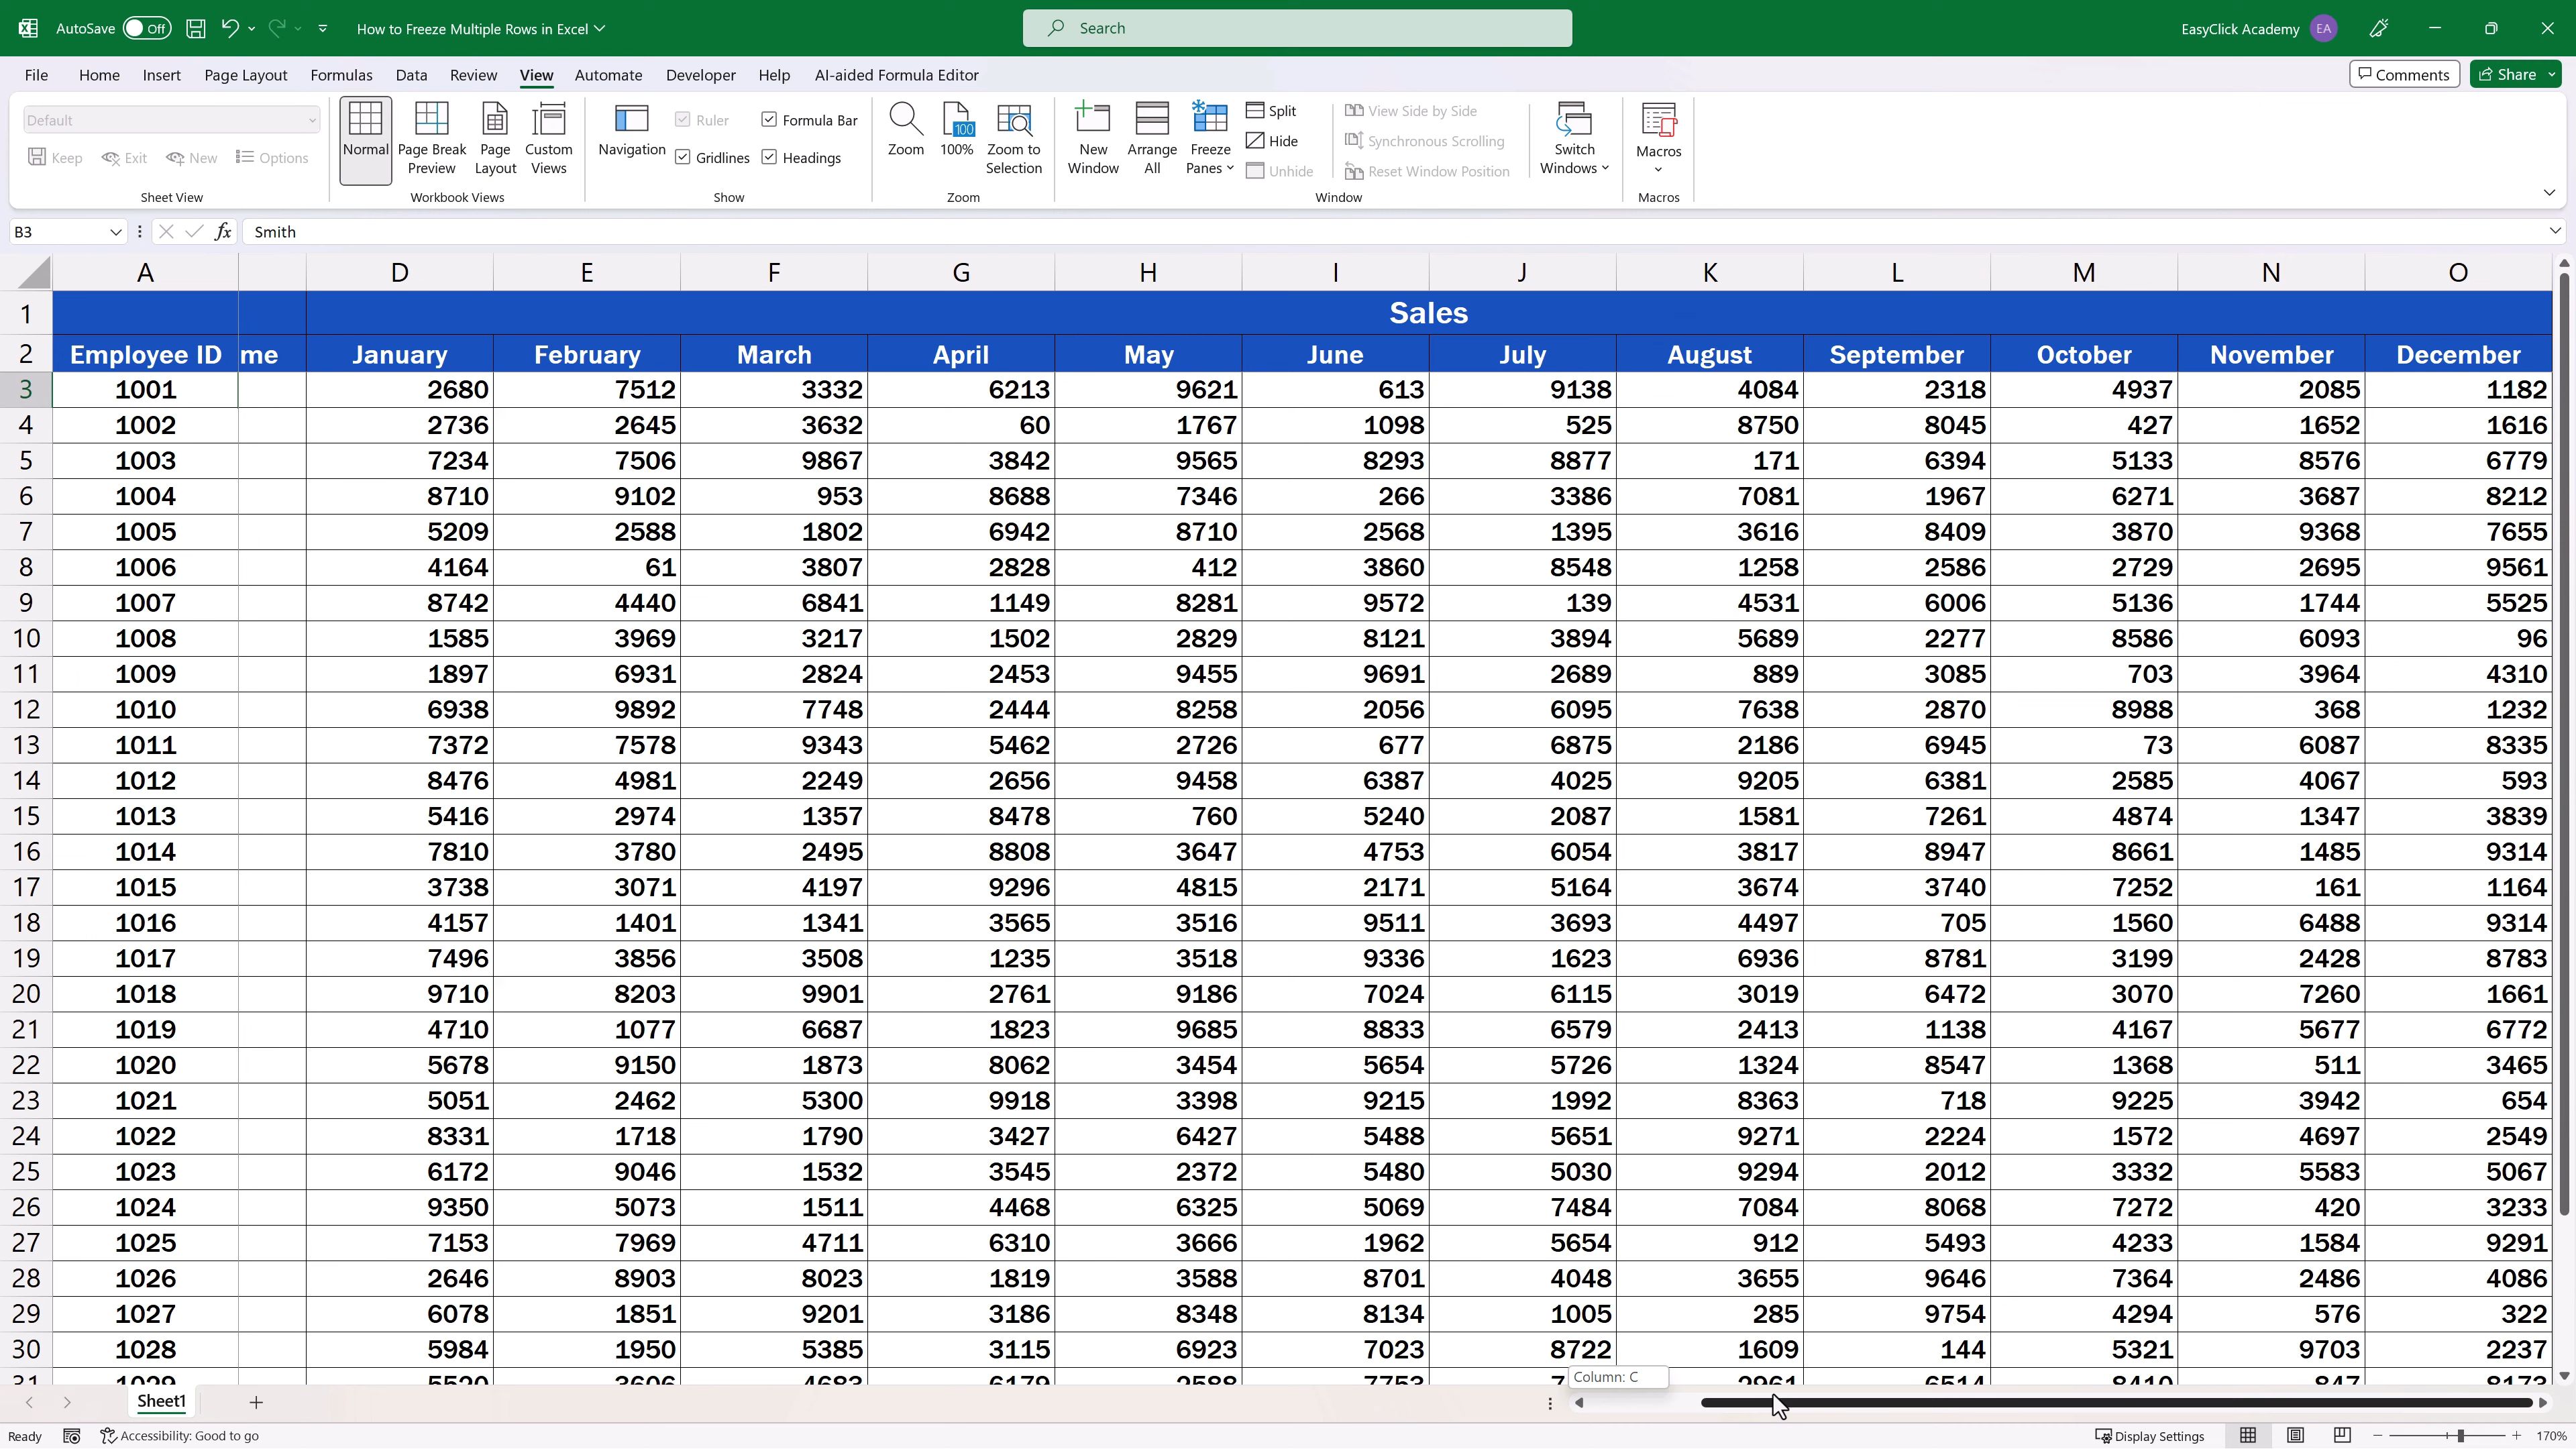 AutoSave Off How to Freeze Multiple Rows in Excel Search EasyClick Academy EA
File Home Insert Page Layout Formulas Data Review View Automate Developer Help AI-aided Formula Editor Comments Share
Default
Keep Exit New Options
Sheet View
Normal Page Break Preview Page Layout Custom Views
Workbook Views
Navigation Ruler Formula Bar
Gridlines Headings
Show
Zoom 100 100% Zoom to Selection
Zoom
New Window Arrange All Freeze Panes Split
Hide
Unhide
View Side by Side
Synchronous Scrolling
Reset Window Position
Switch Windows
Window
Macros
Macros
B3 fx Smith
A D E F G H I J K L M N O
1 Sales
2 Employee ID me January February March April May June July August September October November December
3 1001 2680 7512 3332 6213 9621 613 9138 4084 2318 4937 2085 1182
4 1002 2736 2645 3632 60 1767 1098 525 8750 8045 427 1652 1616
5 1003 7234 7506 9867 3842 9565 8293 8877 171 6394 5133 8576 6779
6 1004 8710 9102 953 8688 7346 266 3386 7081 1967 6271 3687 8212
7 1005 5209 2588 1802 6942 8710 2568 1395 3616 8409 3870 9368 7655
8 1006 4164 61 3807 2828 412 3860 8548 1258 2586 2729 2695 9561
9 1007 8742 4440 6841 1149 8281 9572 139 4531 6006 5136 1744 5525
10 1008 1585 3969 3217 1502 2829 8121 3894 5689 2277 8586 6093 96
11 1009 1897 6931 2824 2453 9455 9691 2689 889 3085 703 3964 4310
12 1010 6938 9892 7748 2444 8258 2056 6095 7638 2870 8988 368 1232
13 1011 7372 7578 9343 5462 2726 677 6875 2186 6945 73 6087 8335
14 1012 8476 4981 2249 2656 9458 6387 4025 9205 6381 2585 4067 593
15 1013 5416 2974 1357 8478 760 5240 2087 1581 7261 4874 1347 3839
16 1014 7810 3780 2495 8808 3647 4753 6054 3817 8947 8661 1485 9314
17 1015 3738 3071 4197 9296 4815 2171 5164 3674 3740 7252 161 1164
18 1016 4157 1401 1341 3565 3516 9511 3693 4497 705 1560 6488 9314
19 1017 7496 3856 3508 1235 3518 9336 1623 6936 8781 3199 2428 8783
20 1018 9710 8203 9901 2761 9186 7024 6115 3019 6472 3070 7260 1661
21 1019 4710 1077 6687 1823 9685 8833 6579 2413 1138 4167 5677 6772
22 1020 5678 9150 1873 8062 3454 5654 5726 1324 8547 1368 511 3465
23 1021 5051 2462 5300 9918 3398 9215 1992 8363 718 9225 3942 654
24 1022 8331 1718 1790 3427 6427 5488 5651 9271 2224 1572 4697 2549
25 1023 6172 9046 1532 3545 2372 5480 5030 9294 2012 3332 5583 5067
26 1024 9350 5073 1511 4468 6325 5069 7484 7084 8068 7272 420 3233
27 1025 7153 7969 4711 6310 3666 1962 5654 912 5493 4233 1584 9291
28 1026 2646 8903 8023 1819 3588 8701 4048 3655 9646 7364 2486 4086
29 1027 6078 1851 9201 3186 8348 8134 1005 285 9754 4294 576 322
30 1028 5984 1950 5385 3115 6923 7023 8722 1609 144 5321 9703 2237
31 1029 5520 3606 4683 6179 2588 7753 2961 6514 8410 847 8173
Column: C
Sheet1
Ready Accessibility: Good to go Display Settings 170%